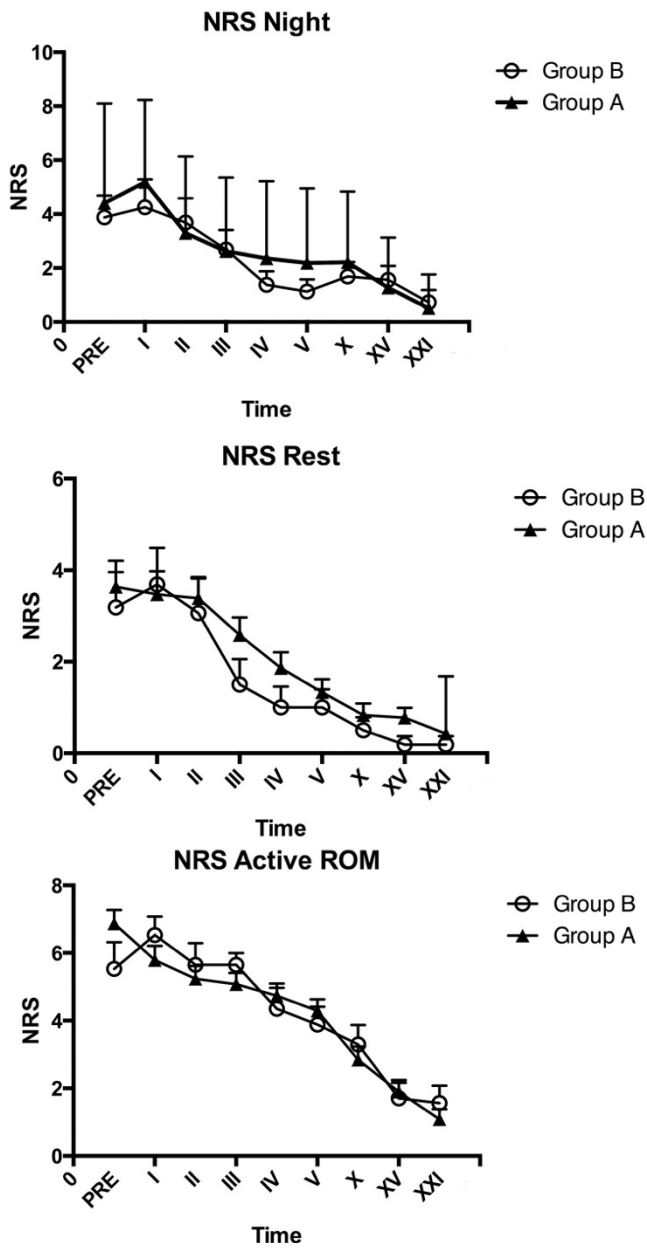 NRS Night
10
8
6
4
2
0
NRS
0 PRE I II III IV V X XV XXI
Time
Group B
Group A
NRS Rest
6
4
2
0
NRS
0 PRE I II III IV V X XV XXI
Time
Group B
Group A
NRS Active ROM
8
6
4
2
0
NRS
0 PRE I II III IV V X XV XXI
Time
Group B
Group A